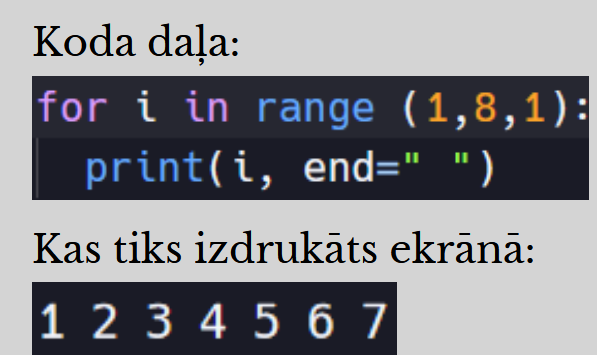 Koda daļa:
for i in range (1,8,1):
print(i, end=" ")
Kas tiks izdrukāts ekrānā:
1 2 3 4 5 6 7